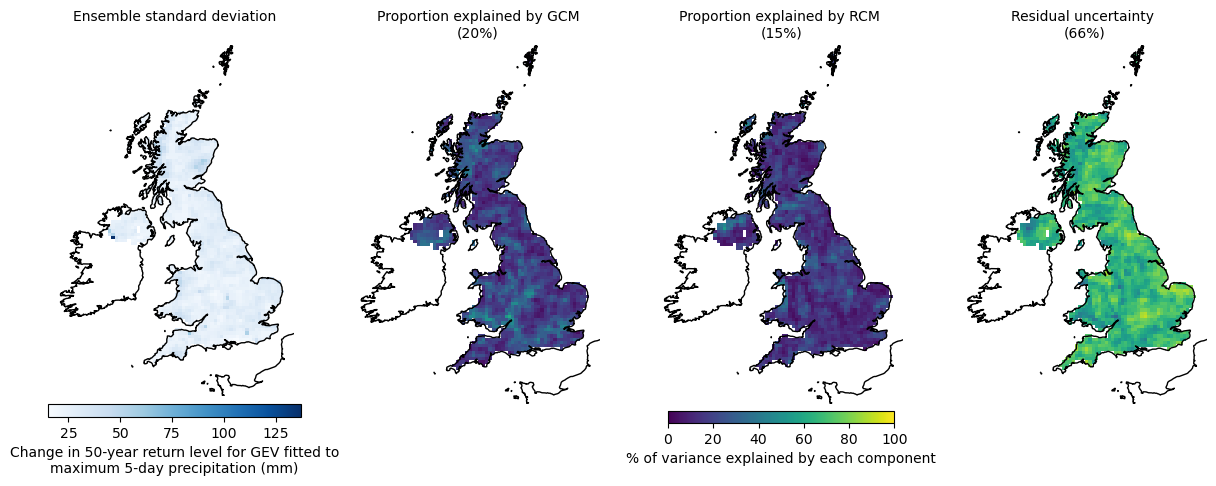 Ensemble standard deviation
Proportion explained by GCM
(20%)
Proportion explained by RCM
(15%)
Residual uncertainty
(66%)
25 50 75 100 125
Change in 50-year return level for GEV fitted to
maximum 5-day precipitation (mm)
0 20 40 60 80 100
% of variance explained by each component